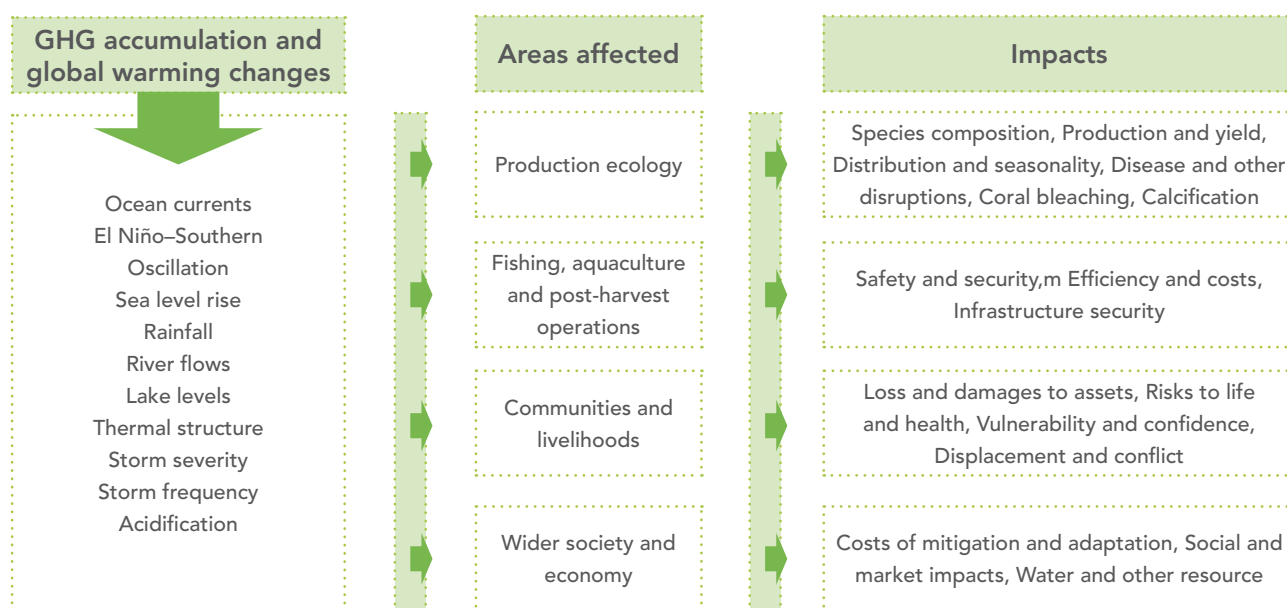 GHG accumulation and
global warming changes
Ocean currents
El Niño–Southern
Oscillation
Sea level rise
Rainfall
River flows
Lake levels
Thermal structure
Storm severity
Storm frequency
Acidification
Areas affected
Production ecology
Fishing, aquaculture
and post-harvest
operations
Communities and
livelihoods
Wider society and
economy
Impacts
Species composition, Production and yield,
Distribution and seasonality, Disease and other
disruptions, Coral bleaching, Calcification
Safety and security,m Efficiency and costs,
Infrastructure security
Loss and damages to assets, Risks to life
and health, Vulnerability and confidence,
Displacement and conflict
Costs of mitigation and adaptation, Social and
market impacts, Water and other resource